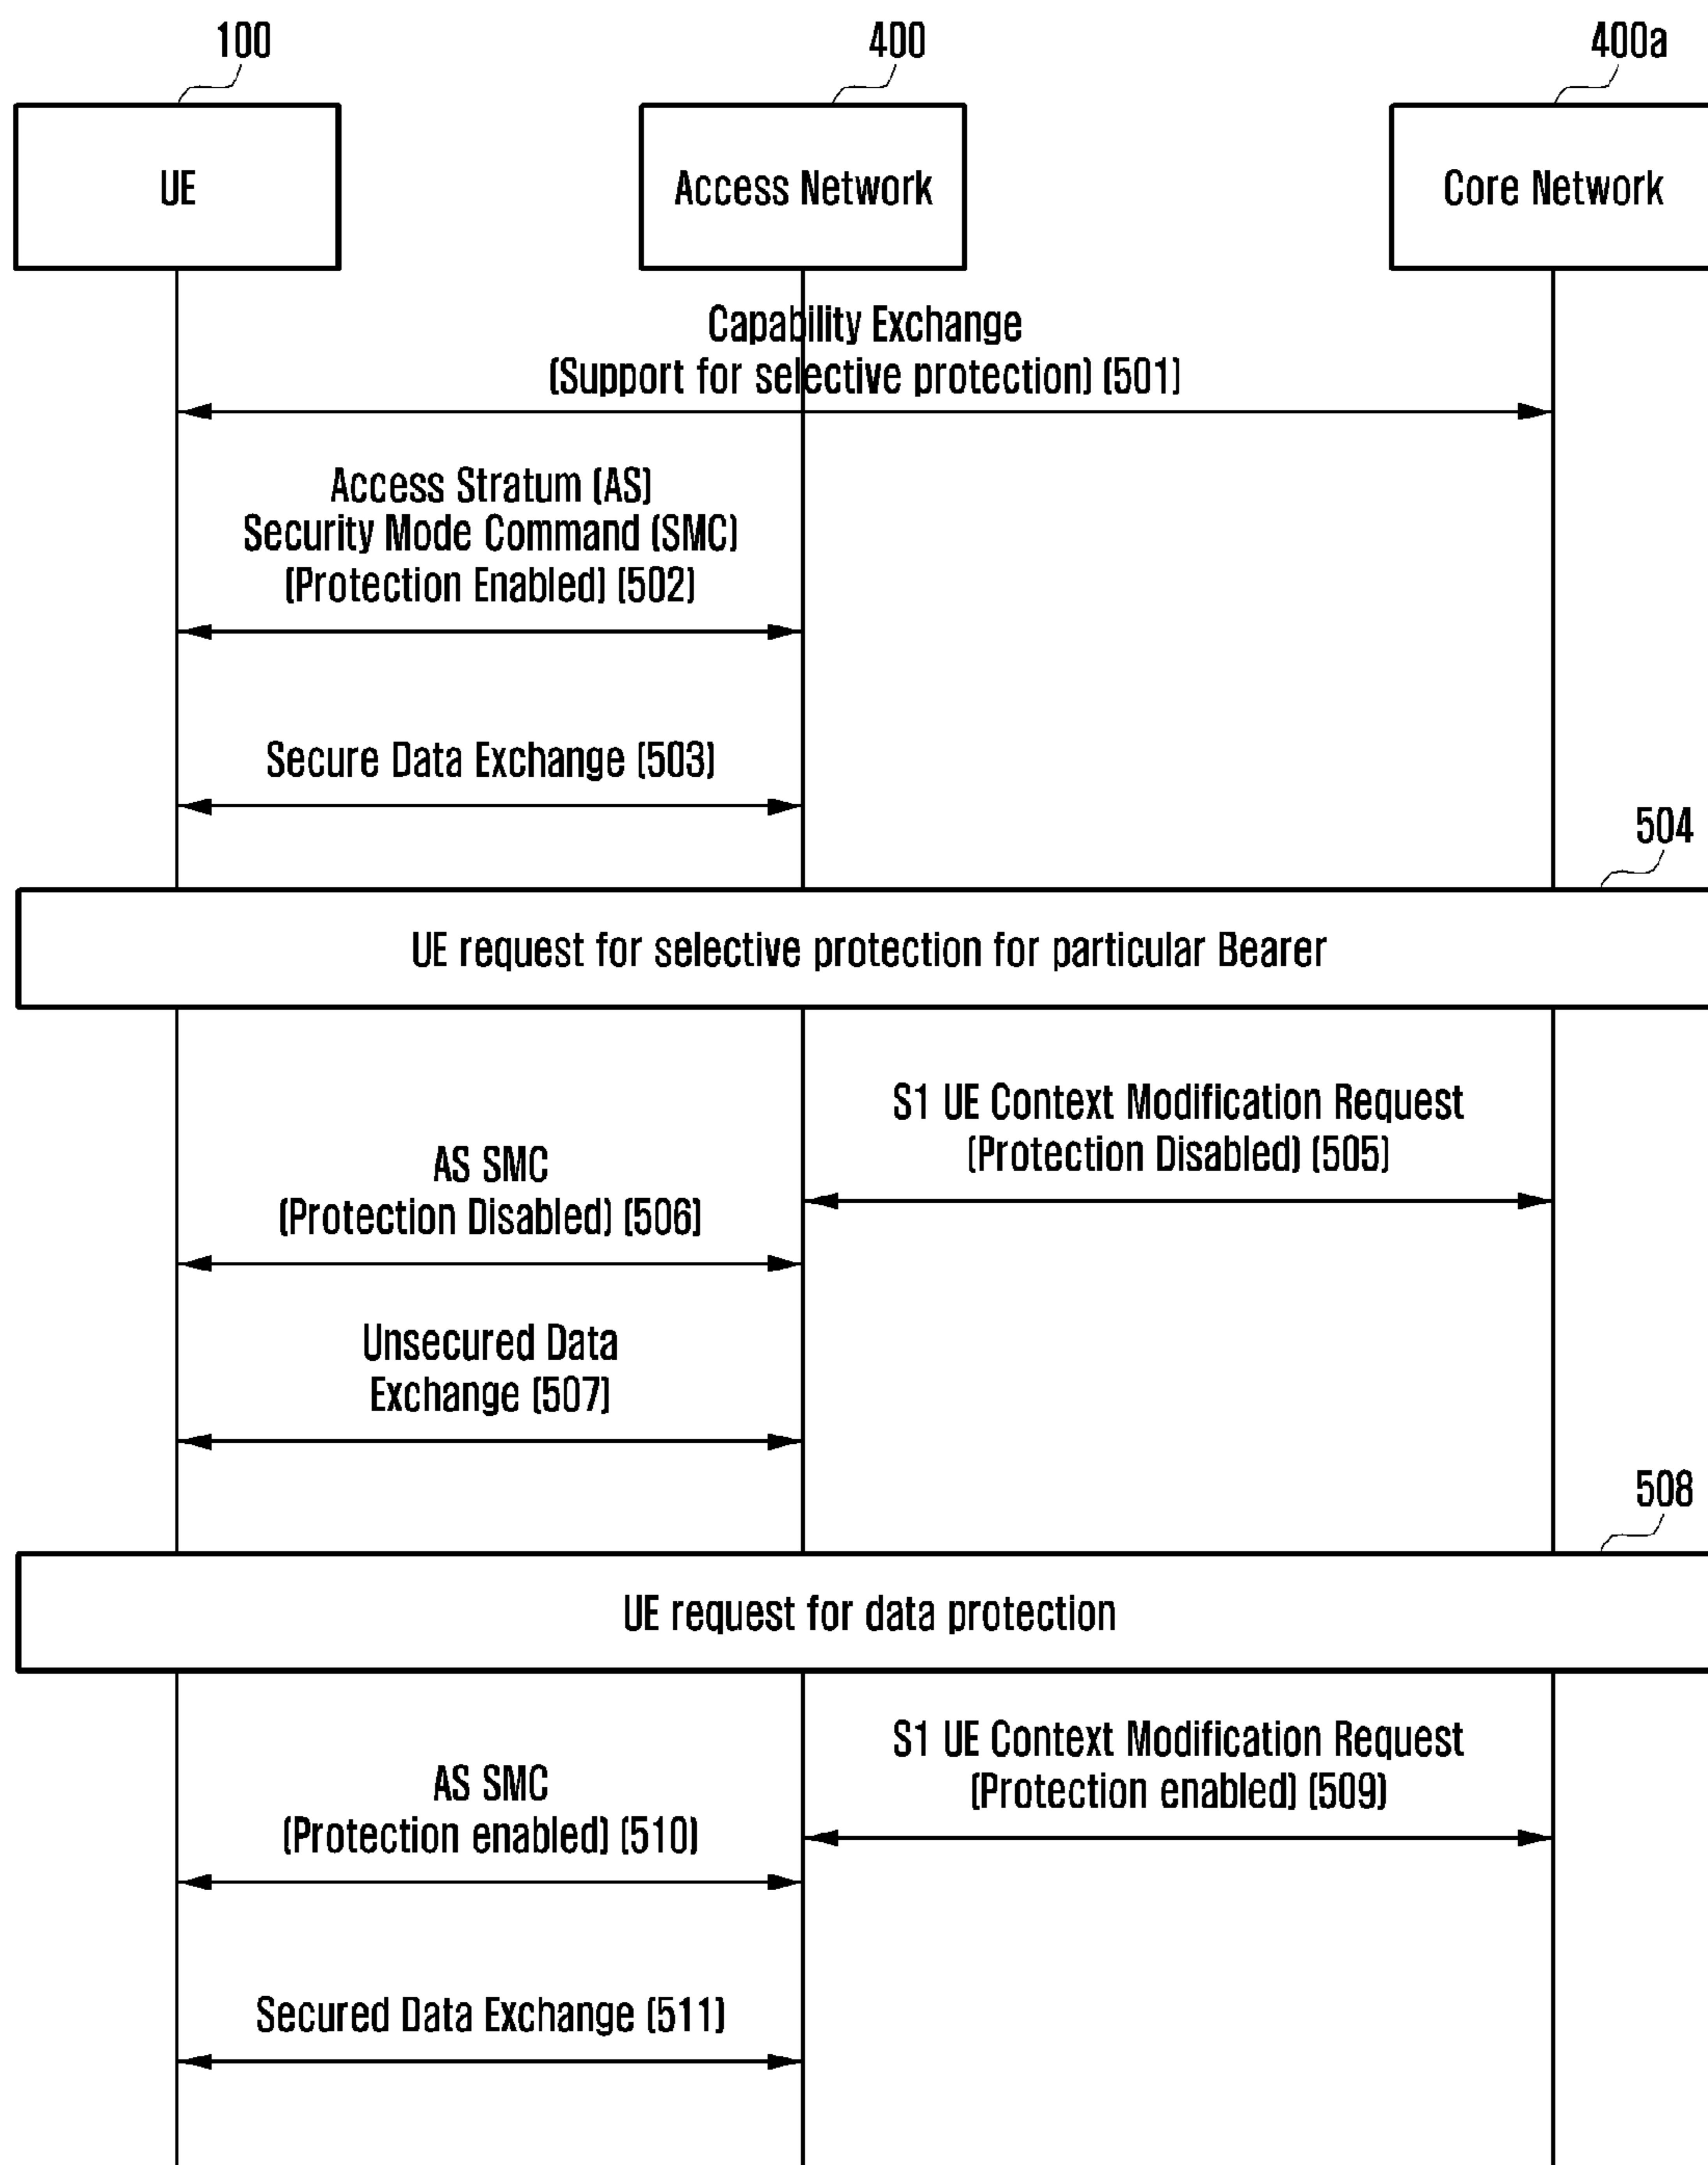 100
400
400a
UE
Access Network
Core Network
Capability Exchange
(Support for selective protection) (501)
Access Stratum (AS)
Security Mode Command (SMC)
(Protection Enabled) (502)
Secure Data Exchange (503)
504
UE request for selective protection for particular Bearer
S1 UE Context Modification Request
(Protection Disabled) (505)
AS SMC
(Protection Disabled) (506)
Unsecured Data
Exchange (507)
508
UE request for data protection
S1 UE Context Modification Request
(Protection enabled) (509)
AS SMC
(Protection enabled) (510)
Secured Data Exchange (511)